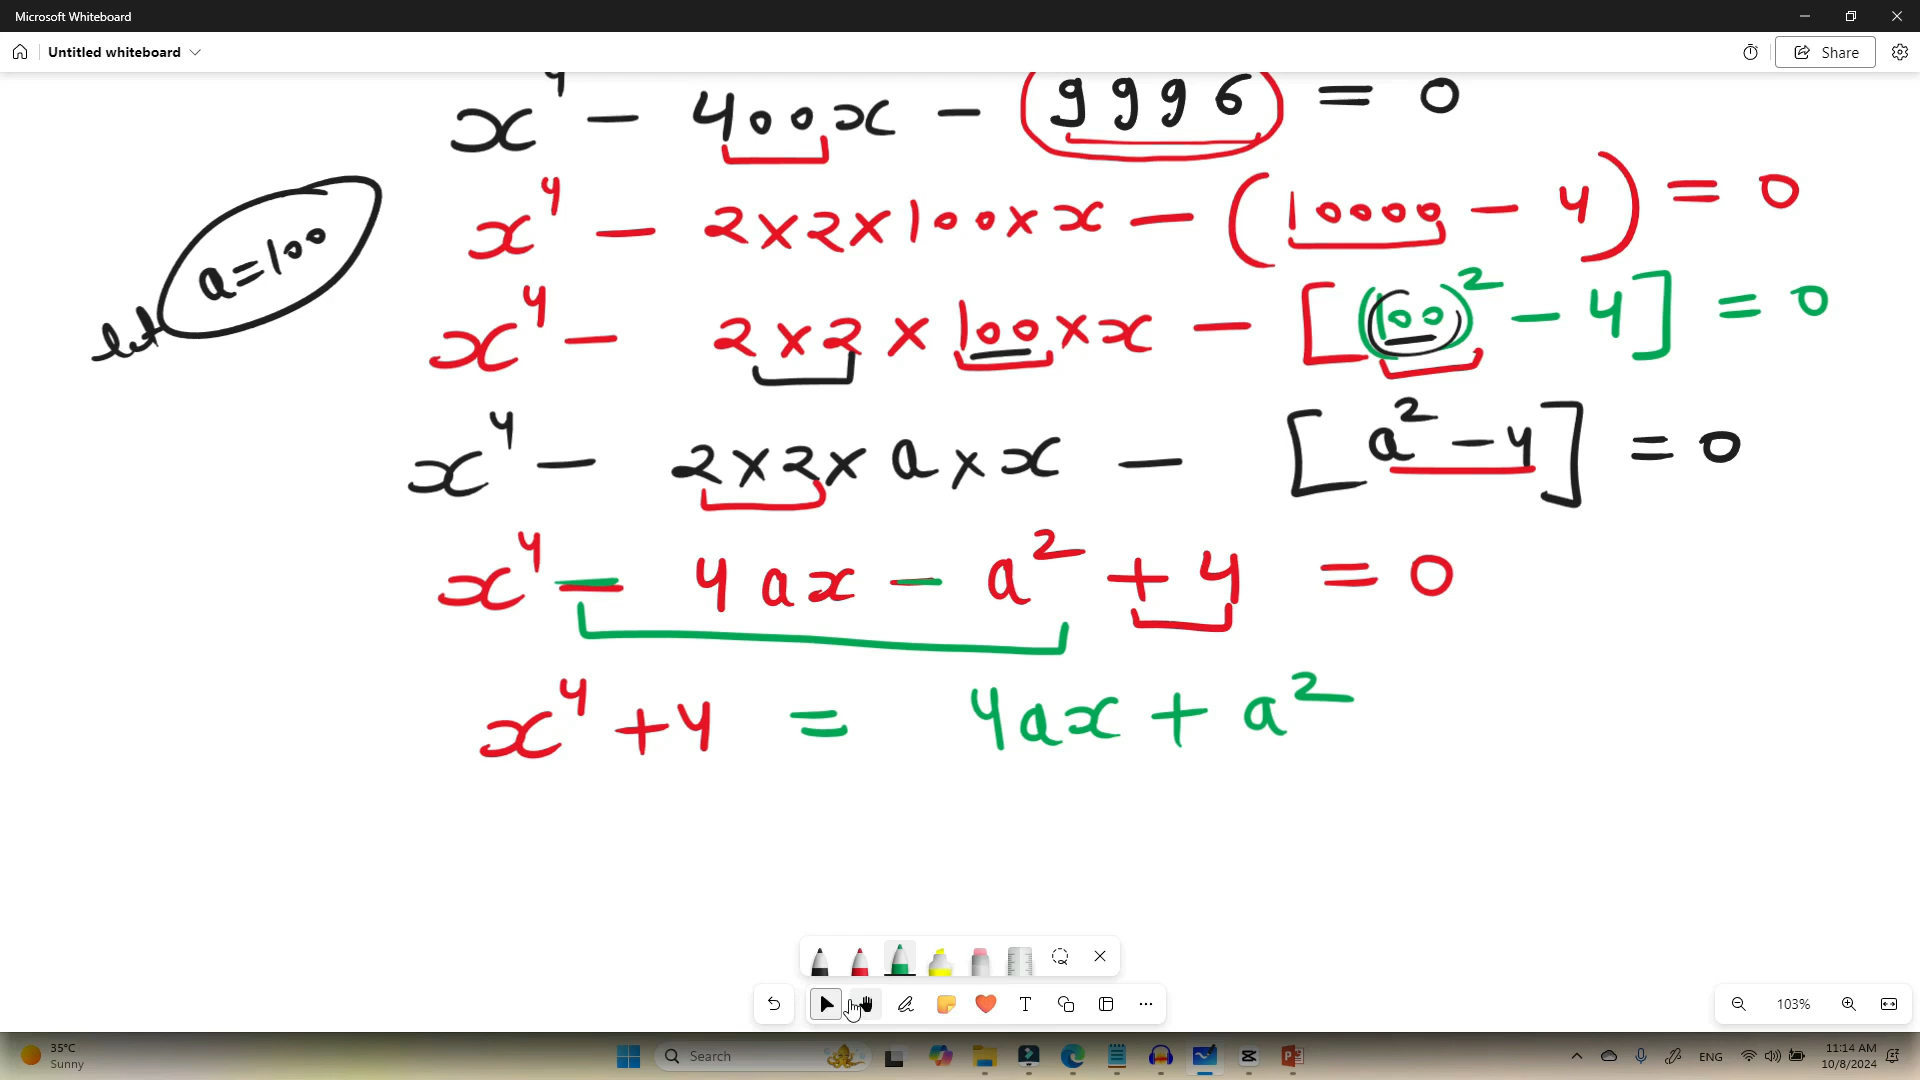 Microsoft Whiteboard
Untitled whiteboard
Share
x⁴ - 400x - 9996 = 0
x⁴ - 2×2×100×x - (10000 - 4) = 0
let a=100
x⁴ - 2×2×100×x - [(100)² - 4] = 0
x⁴ - 2×2×a×x - [a² - 4] = 0
x⁴ - 4ax - a² + 4 = 0
x⁴ + 4 = 4ax + a²
T
103%
35°C
Sunny
Search
ENG
11:14 AM
10/8/2024